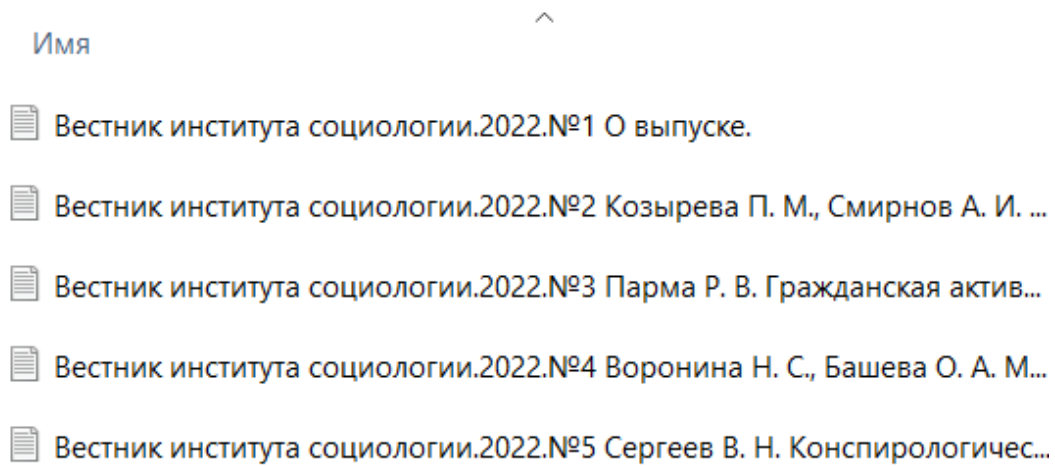 Имя
Вестник института социологии.2022.№1 О выпуске.
Вестник института социологии.2022.№2 Козырева П. М., Смирнов А. И. ...
Вестник института социологии.2022.№3 Парма Р. В. Гражданская актив...
Вестник института социологии.2022.№4 Воронина Н. С., Башева О. А. М...
Вестник института социологии.2022.№5 Сергеев В. Н. Конспирологичес...